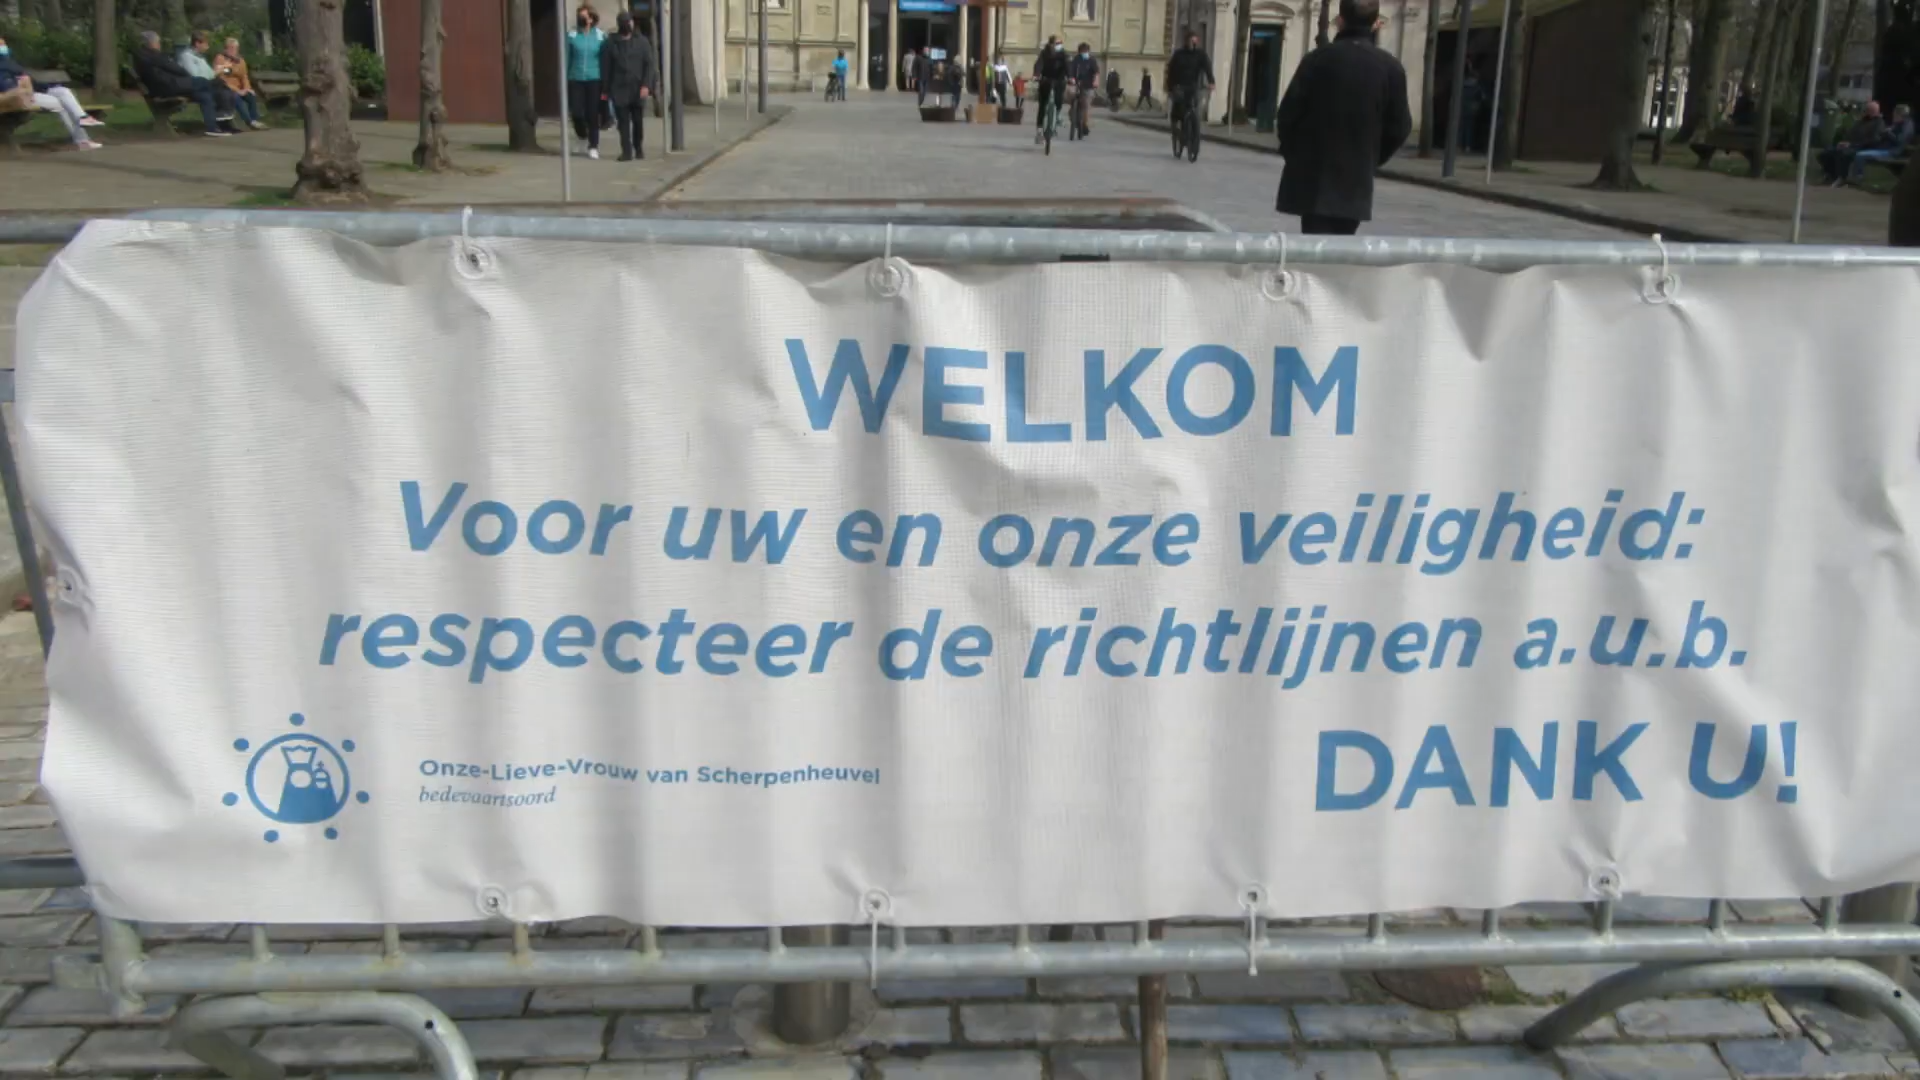 WELKOM
Voor uw en onze veiligheid:
respecteer de richtlijnen a.u.b.
DANK U!
Onze-Lieve-Vrouw van Scherpenheuvel
bedevaartsoord